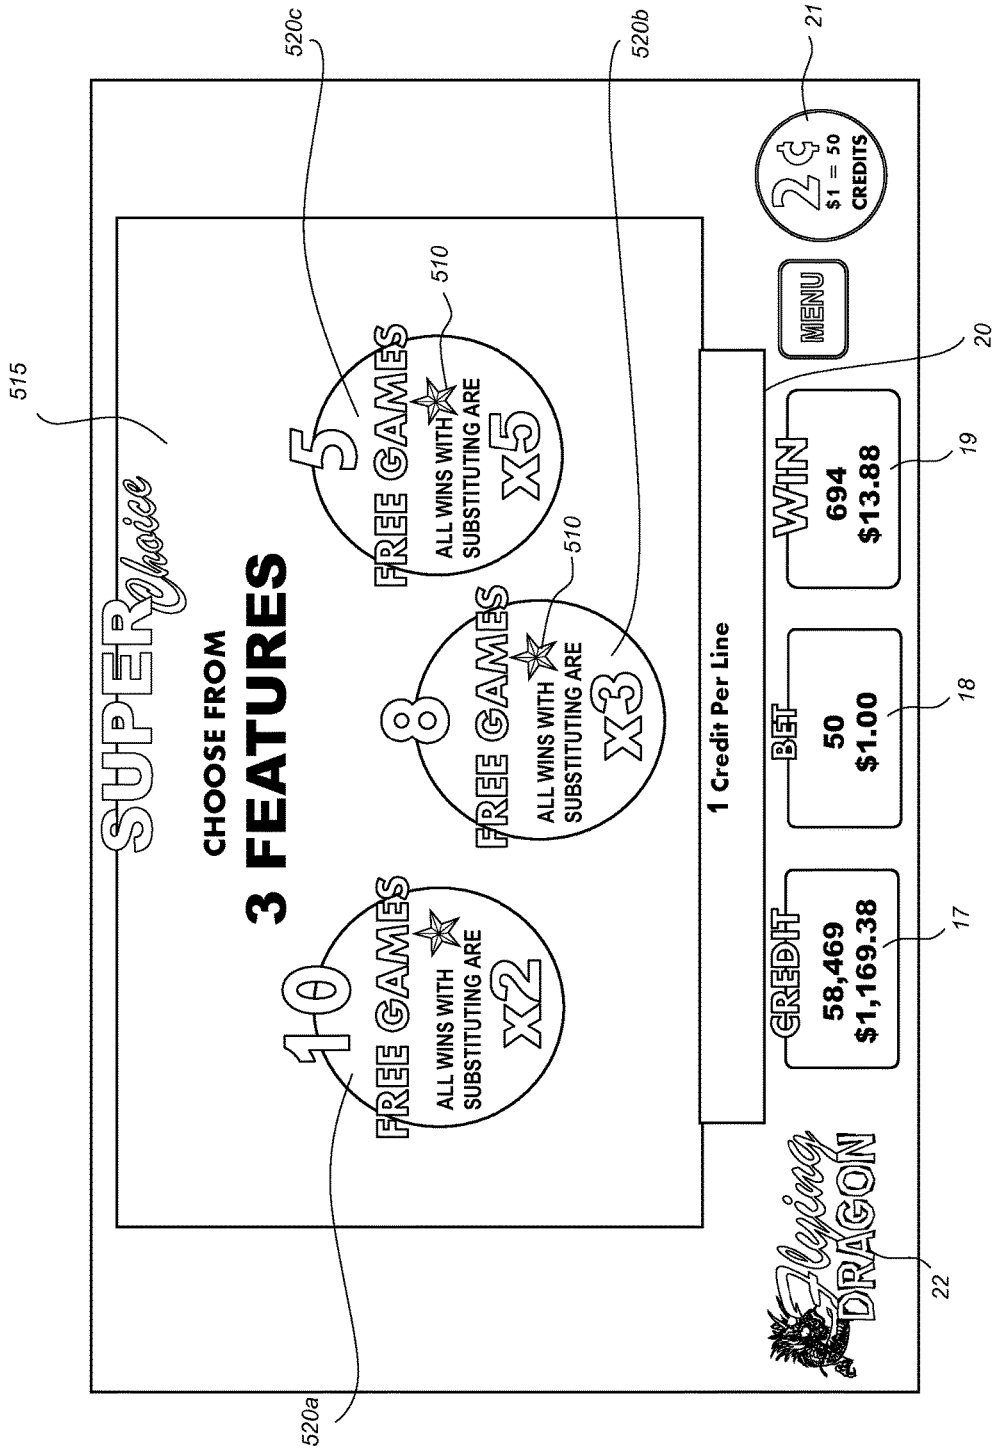 515
520c
520b
21
SUPER
Choice
CHOOSE FROM
3 FEATURES
10
FREE GAMES
ALL WINS WITH
SUBSTITUTING ARE
x2
8
FREE GAMES
ALL WINS WITH
SUBSTITUTING ARE
x3
510
5
FREE GAMES
ALL WINS WITH
SUBSTITUTING ARE
x5
510
520a
1 Credit Per Line
20
Flying
DRAGON
22
CREDIT
58,469
$1,169.38
17
BET
50
$1.00
18
WIN
694
$13.88
19
MENU
2¢
$1 = 50
CREDITS